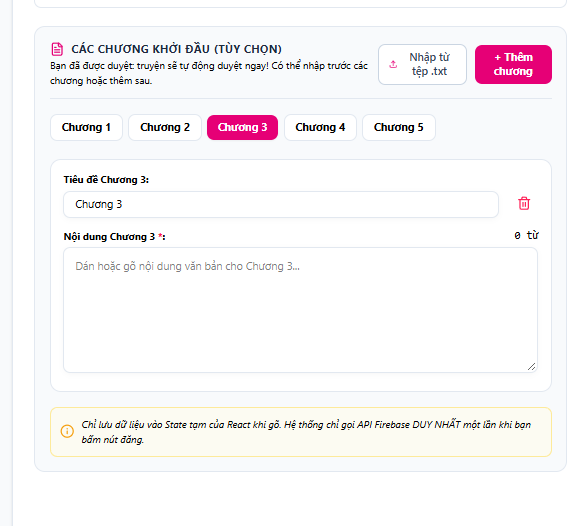 CÁC CHƯƠNG KHỞI ĐẦU (TÙY CHỌN)
Bạn đã được duyệt: truyện sẽ tự động duyệt ngay! Có thể nhập trước các
chương hoặc thêm sau.
Nhập từ
tệp .txt
+ Thêm
chương
Chương 1
Chương 2
Chương 3
Chương 4
Chương 5
Tiêu đề Chương 3:
Chương 3
Nội dung Chương 3 *:
0 từ
Dán hoặc gõ nội dung văn bản cho Chương 3...
Chỉ lưu dữ liệu vào State tạm của React khi gõ. Hệ thống chỉ gọi API Firebase DUY NHẤT một lần khi bạn
bấm nút đăng.